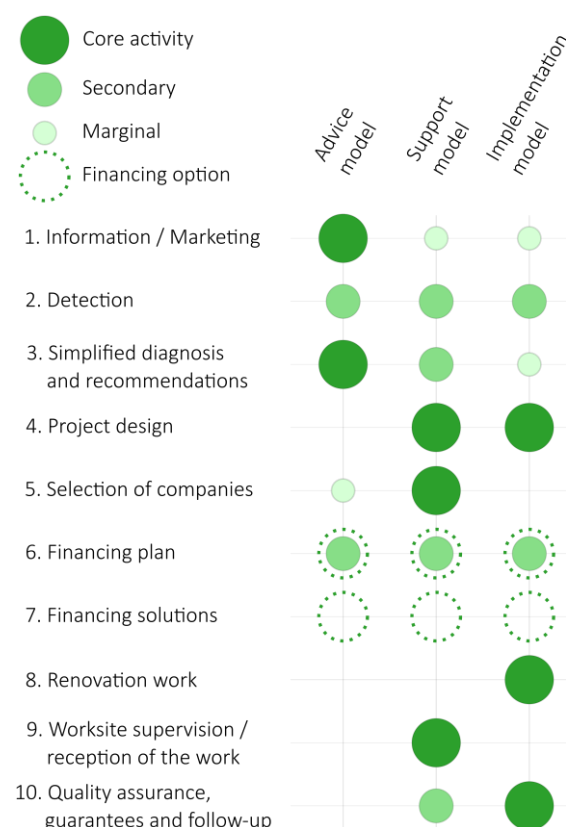 Core activity
Secondary
Marginal
Financing option
Advice
model
Support
model
Implementation
model
1. Information / Marketing
2. Detection
3. Simplified diagnosis
and recommendations
4. Project design
5. Selection of companies
6. Financing plan
7. Financing solutions
8. Renovation work
9. Worksite supervision /
reception of the work
10. Quality assurance,
guarantees and follow-up